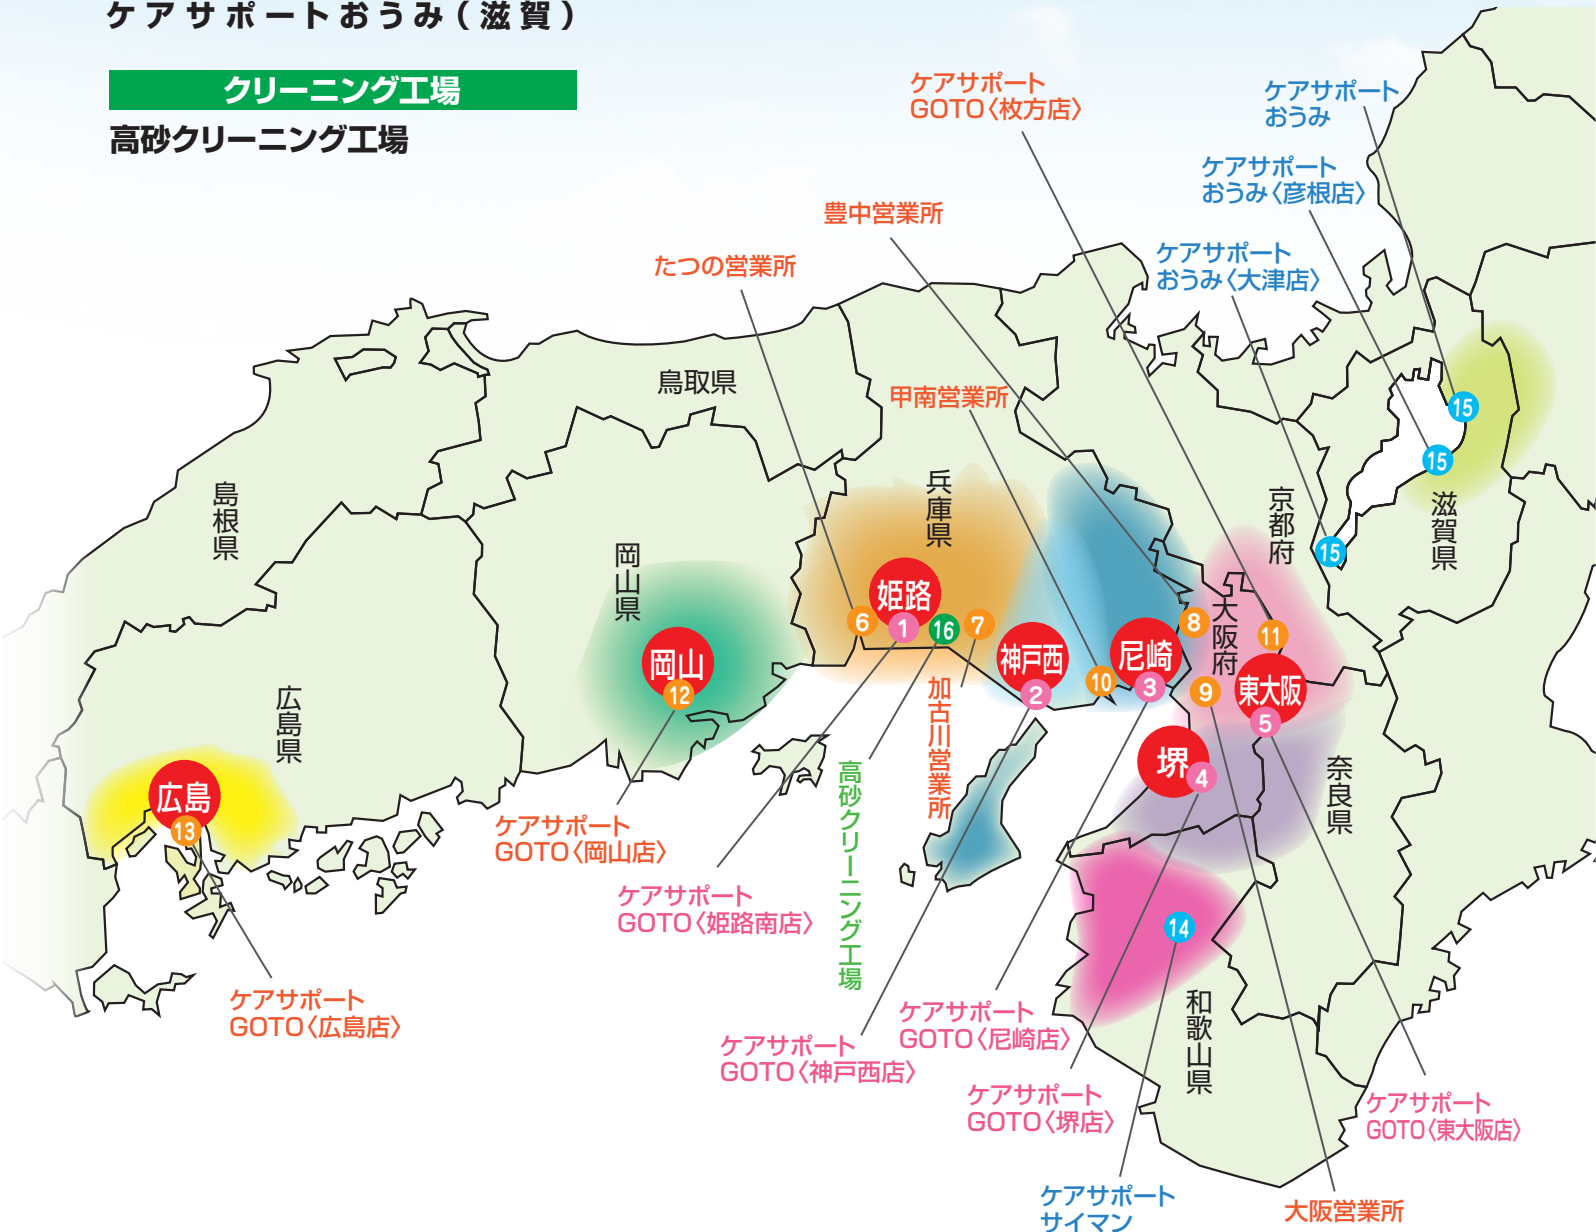 ケアサポートおうみ（滋賀）
クリーニング工場
高砂クリーニング工場
ケアサポート
GOTO〈枚方店〉
ケアサポート
おうみ
ケアサポート
おうみ〈彦根店〉
豊中営業所
ケアサポート
おうみ〈大津店〉
たつの営業所
鳥取県
甲南営業所
15
15
15
島根県
兵庫県
京都府
滋賀県
岡山県
大阪府
姫路
1
6
16
7
8
11
岡山
12
神戸西
2
10
尼崎
3
9
東大阪
5
堺
4
広島県
加古川営業所
高砂クリーニング工場
奈良県
広島
13
ケアサポート
GOTO〈岡山店〉
ケアサポート
GOTO〈姫路南店〉
14
和歌山県
ケアサポート
GOTO〈広島店〉
ケアサポート
GOTO〈尼崎店〉
ケアサポート
GOTO〈神戸西店〉
ケアサポート
GOTO〈堺店〉
ケアサポート
GOTO〈東大阪店〉
ケアサポート
サイマン
大阪営業所